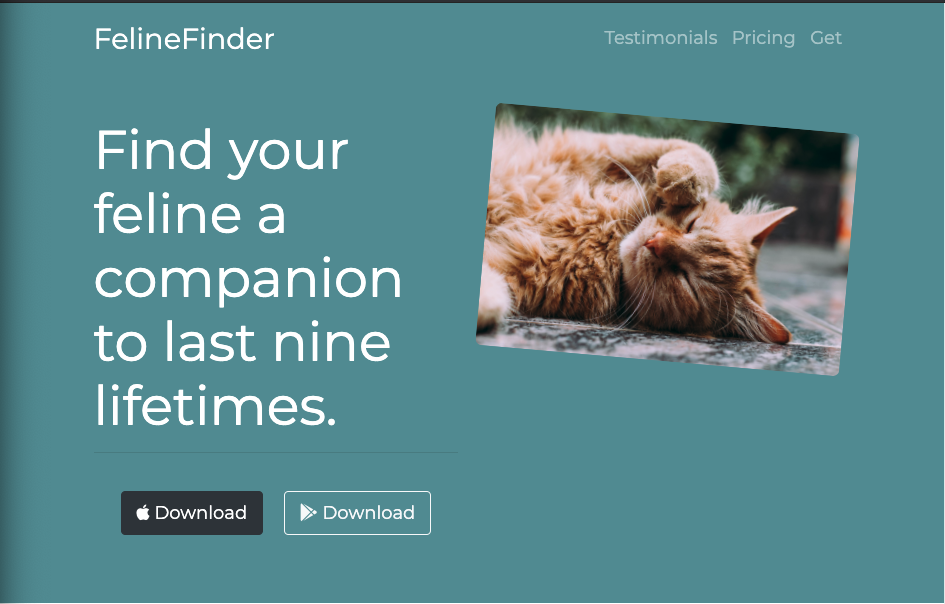 FelineFinder
Testimonials Pricing Get
Find your
feline a
companion
to last nine
lifetimes.
Download
Download